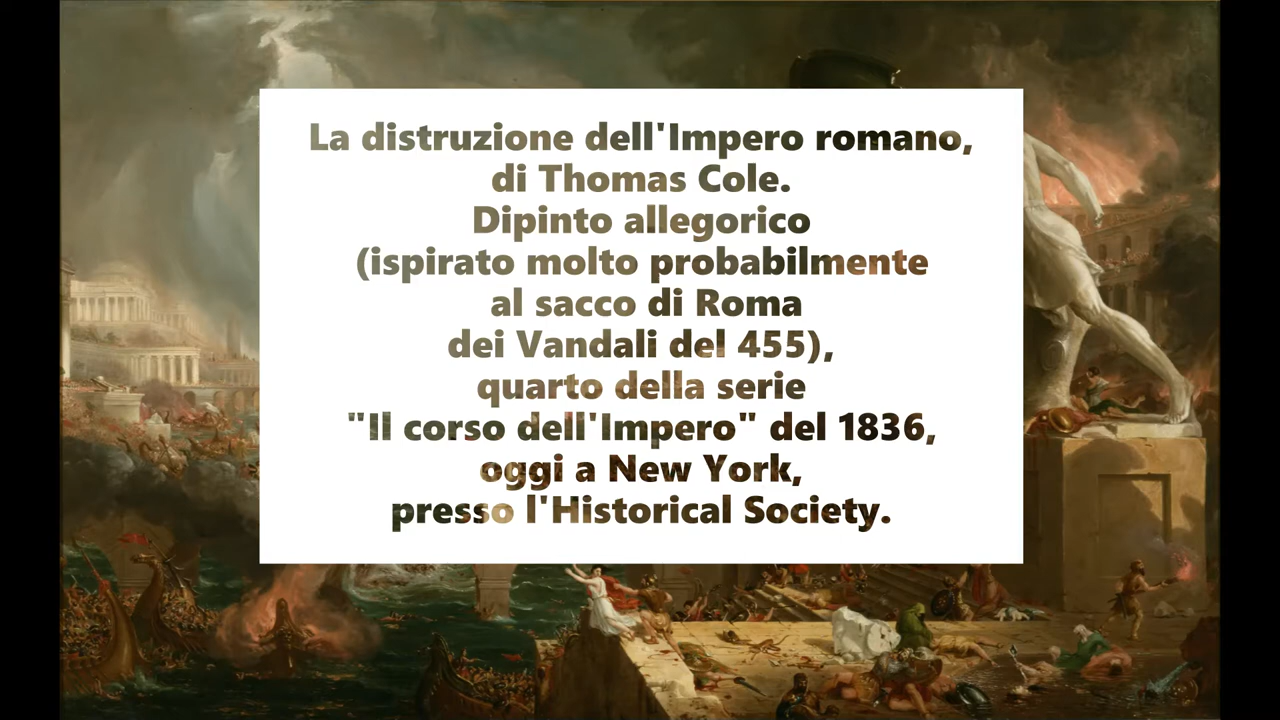 La distruzione dell'Impero romano,
di Thomas Cole.
Dipinto allegorico
(ispirato molto probabilmente
al sacco di Roma
dei Vandali del 455),
quarto della serie
"Il corso dell'Impero" del 1836,
oggi a New York,
presso l'Historical Society.